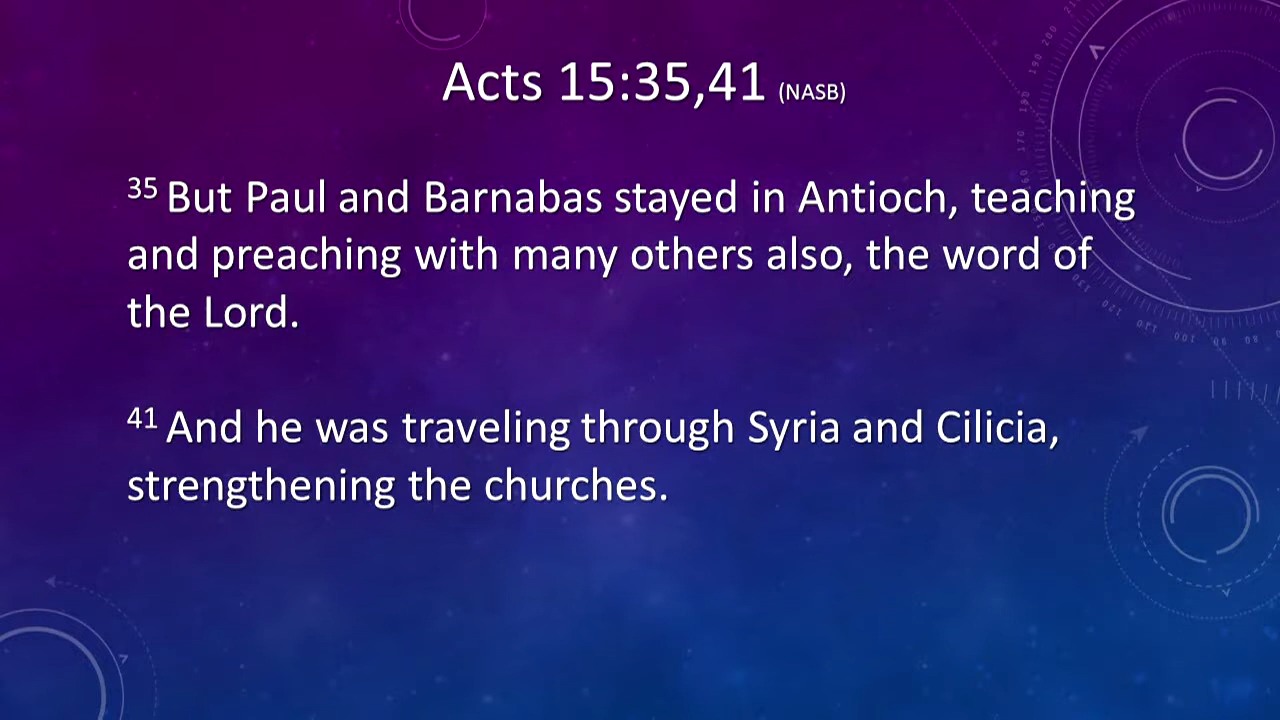 Acts 15:35,41 (NASB)
35 But Paul and Barnabas stayed in Antioch, teaching
and preaching with many others also, the word of
the Lord.
41 And he was traveling through Syria and Cilicia,
strengthening the churches.